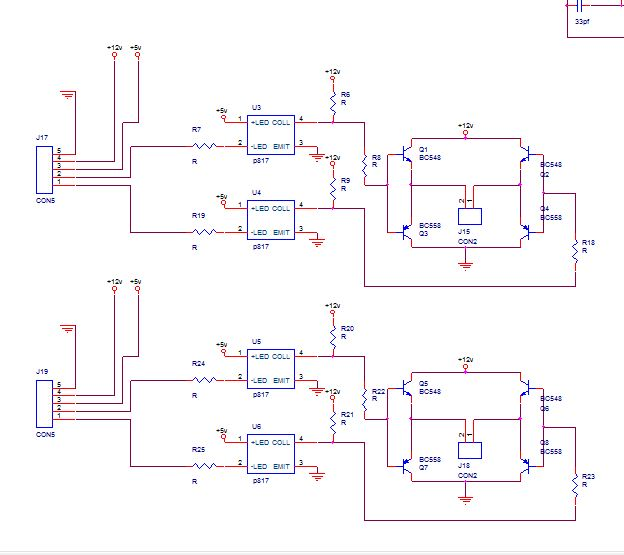 33pf
+12v +5v
+12v
J17
5
4
3
2
1
CON5
R7
R
R19
R
+5v
U3
1 +LED COLL 4
2 -LED EMIT 3
p817
R6
R
+12v
R9
R
+5v
U4
1 +LED COLL 4
2 -LED EMIT 3
p817
R8
R
+12v
Q1
BC548
BC548
Q2
BC558
Q3
Q4
BC558
2 1
J15
CON2
R18
R
+12v +5v
+12v
J19
5
4
3
2
1
CON5
R24
R
R25
R
+5v
U5
1 +LED COLL 4
2 -LED EMIT 3
p817
R20
R
+12v
R21
R
+5v
U6
1 +LED COLL 4
2 -LED EMIT 3
p817
R22
R
+12v
Q5
BC548
BC548
Q6
BC558
Q7
Q8
BC558
2 1
J18
CON2
R23
R